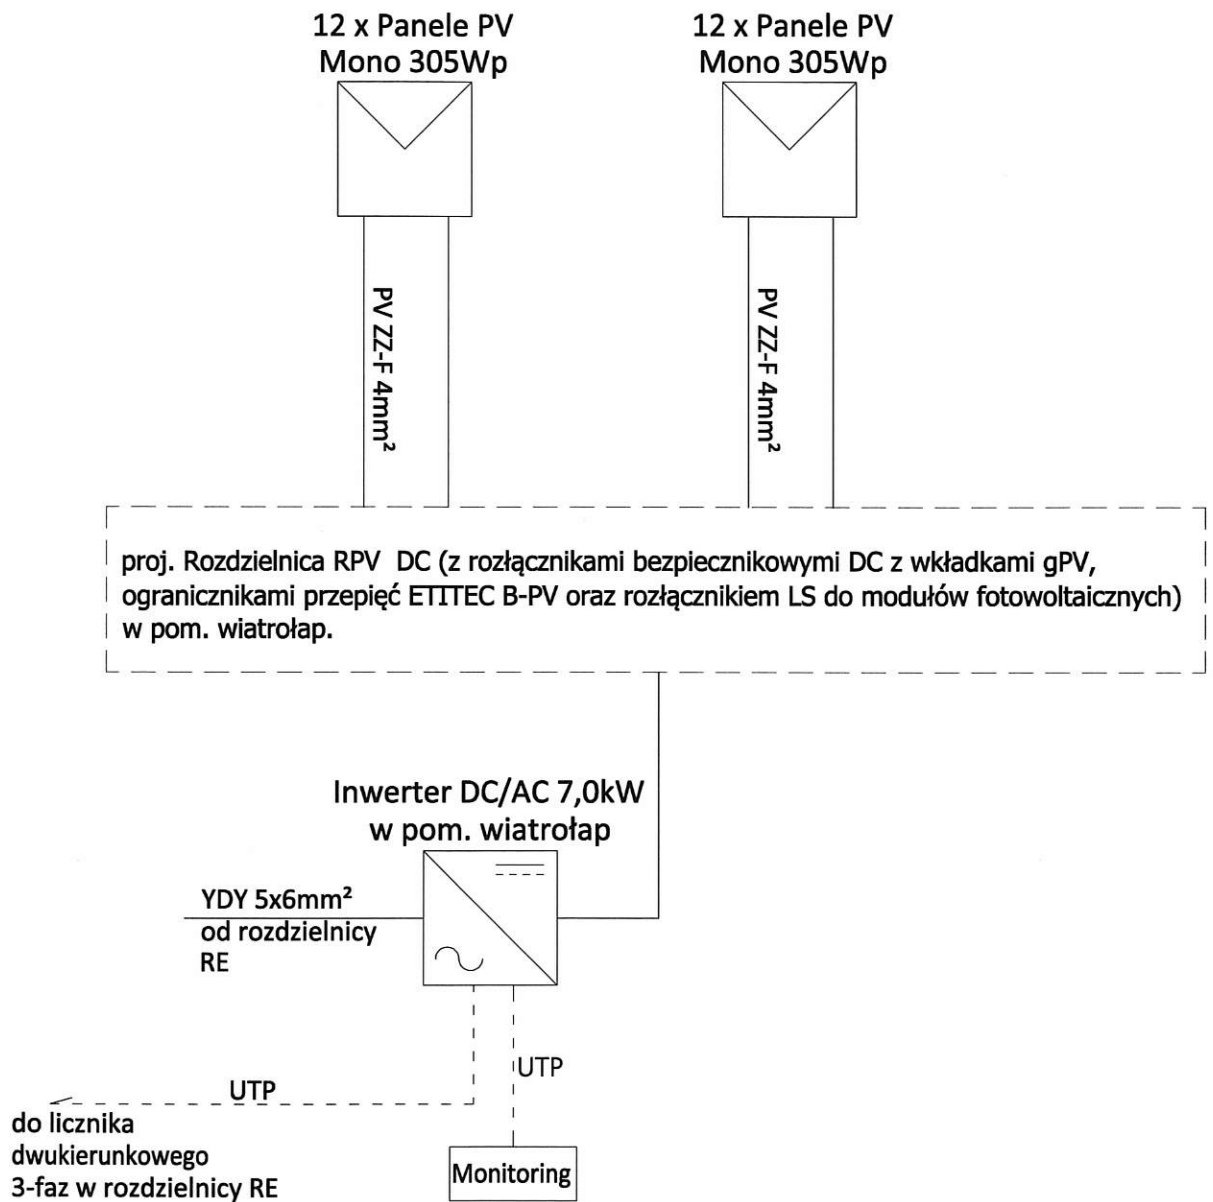 12 x Panele PV
Mono 305Wp
12 x Panele PV
Mono 305Wp
PV ZZ-F 4mm²
PV ZZ-F 4mm²
proj. Rozdzielnica RPV DC (z rozłącznikami bezpiecznikowymi DC z wkładkami gPV,
ogranicznikami przepięć ETITEC B-PV oraz rozłącznikiem LS do modułów fotowoltaicznych)
w pom. wiatrołap.
Inwerter DC/AC 7,0kW
w pom. wiatrołap
YDY 5x6mm²
od rozdzielnicy
RE
UTP
UTP
do licznika
dwukierunkowego
3-faz w rozdzielnicy RE
Monitoring